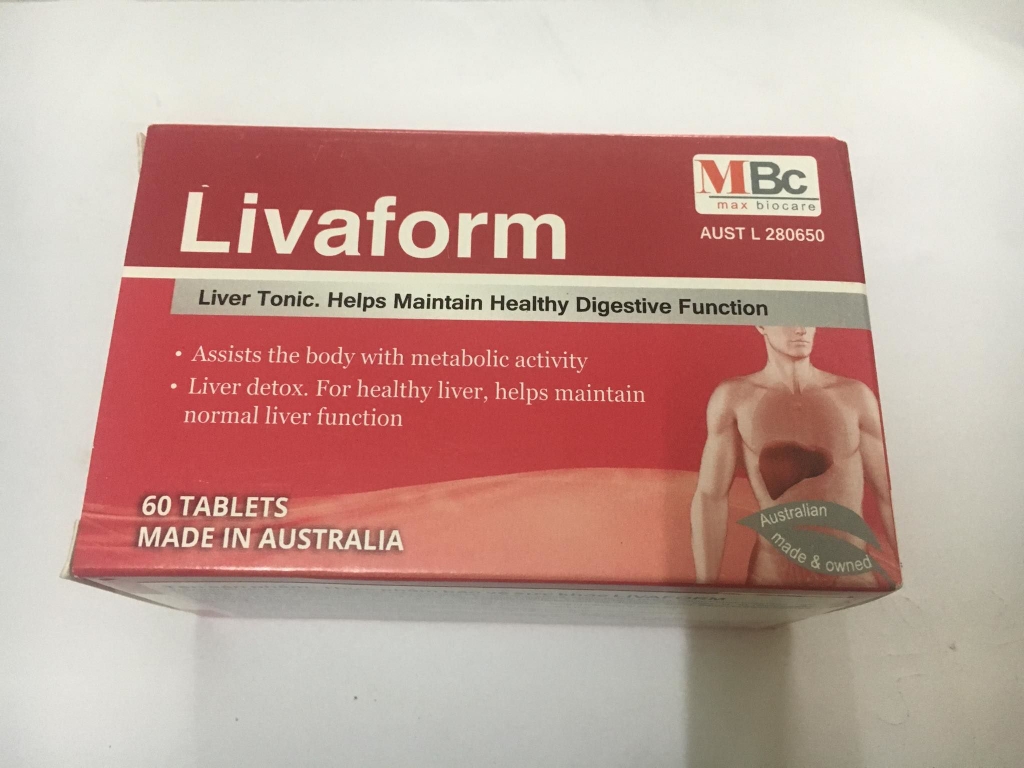 MBc
max biocare
Livaform
AUST L 280650
Liver Tonic. Helps Maintain Healthy Digestive Function
• Assists the body with metabolic activity
• Liver detox. For healthy liver, helps maintain
normal liver function
60 TABLETS
MADE IN AUSTRALIA
Australian
made & owned
LIVAFORM